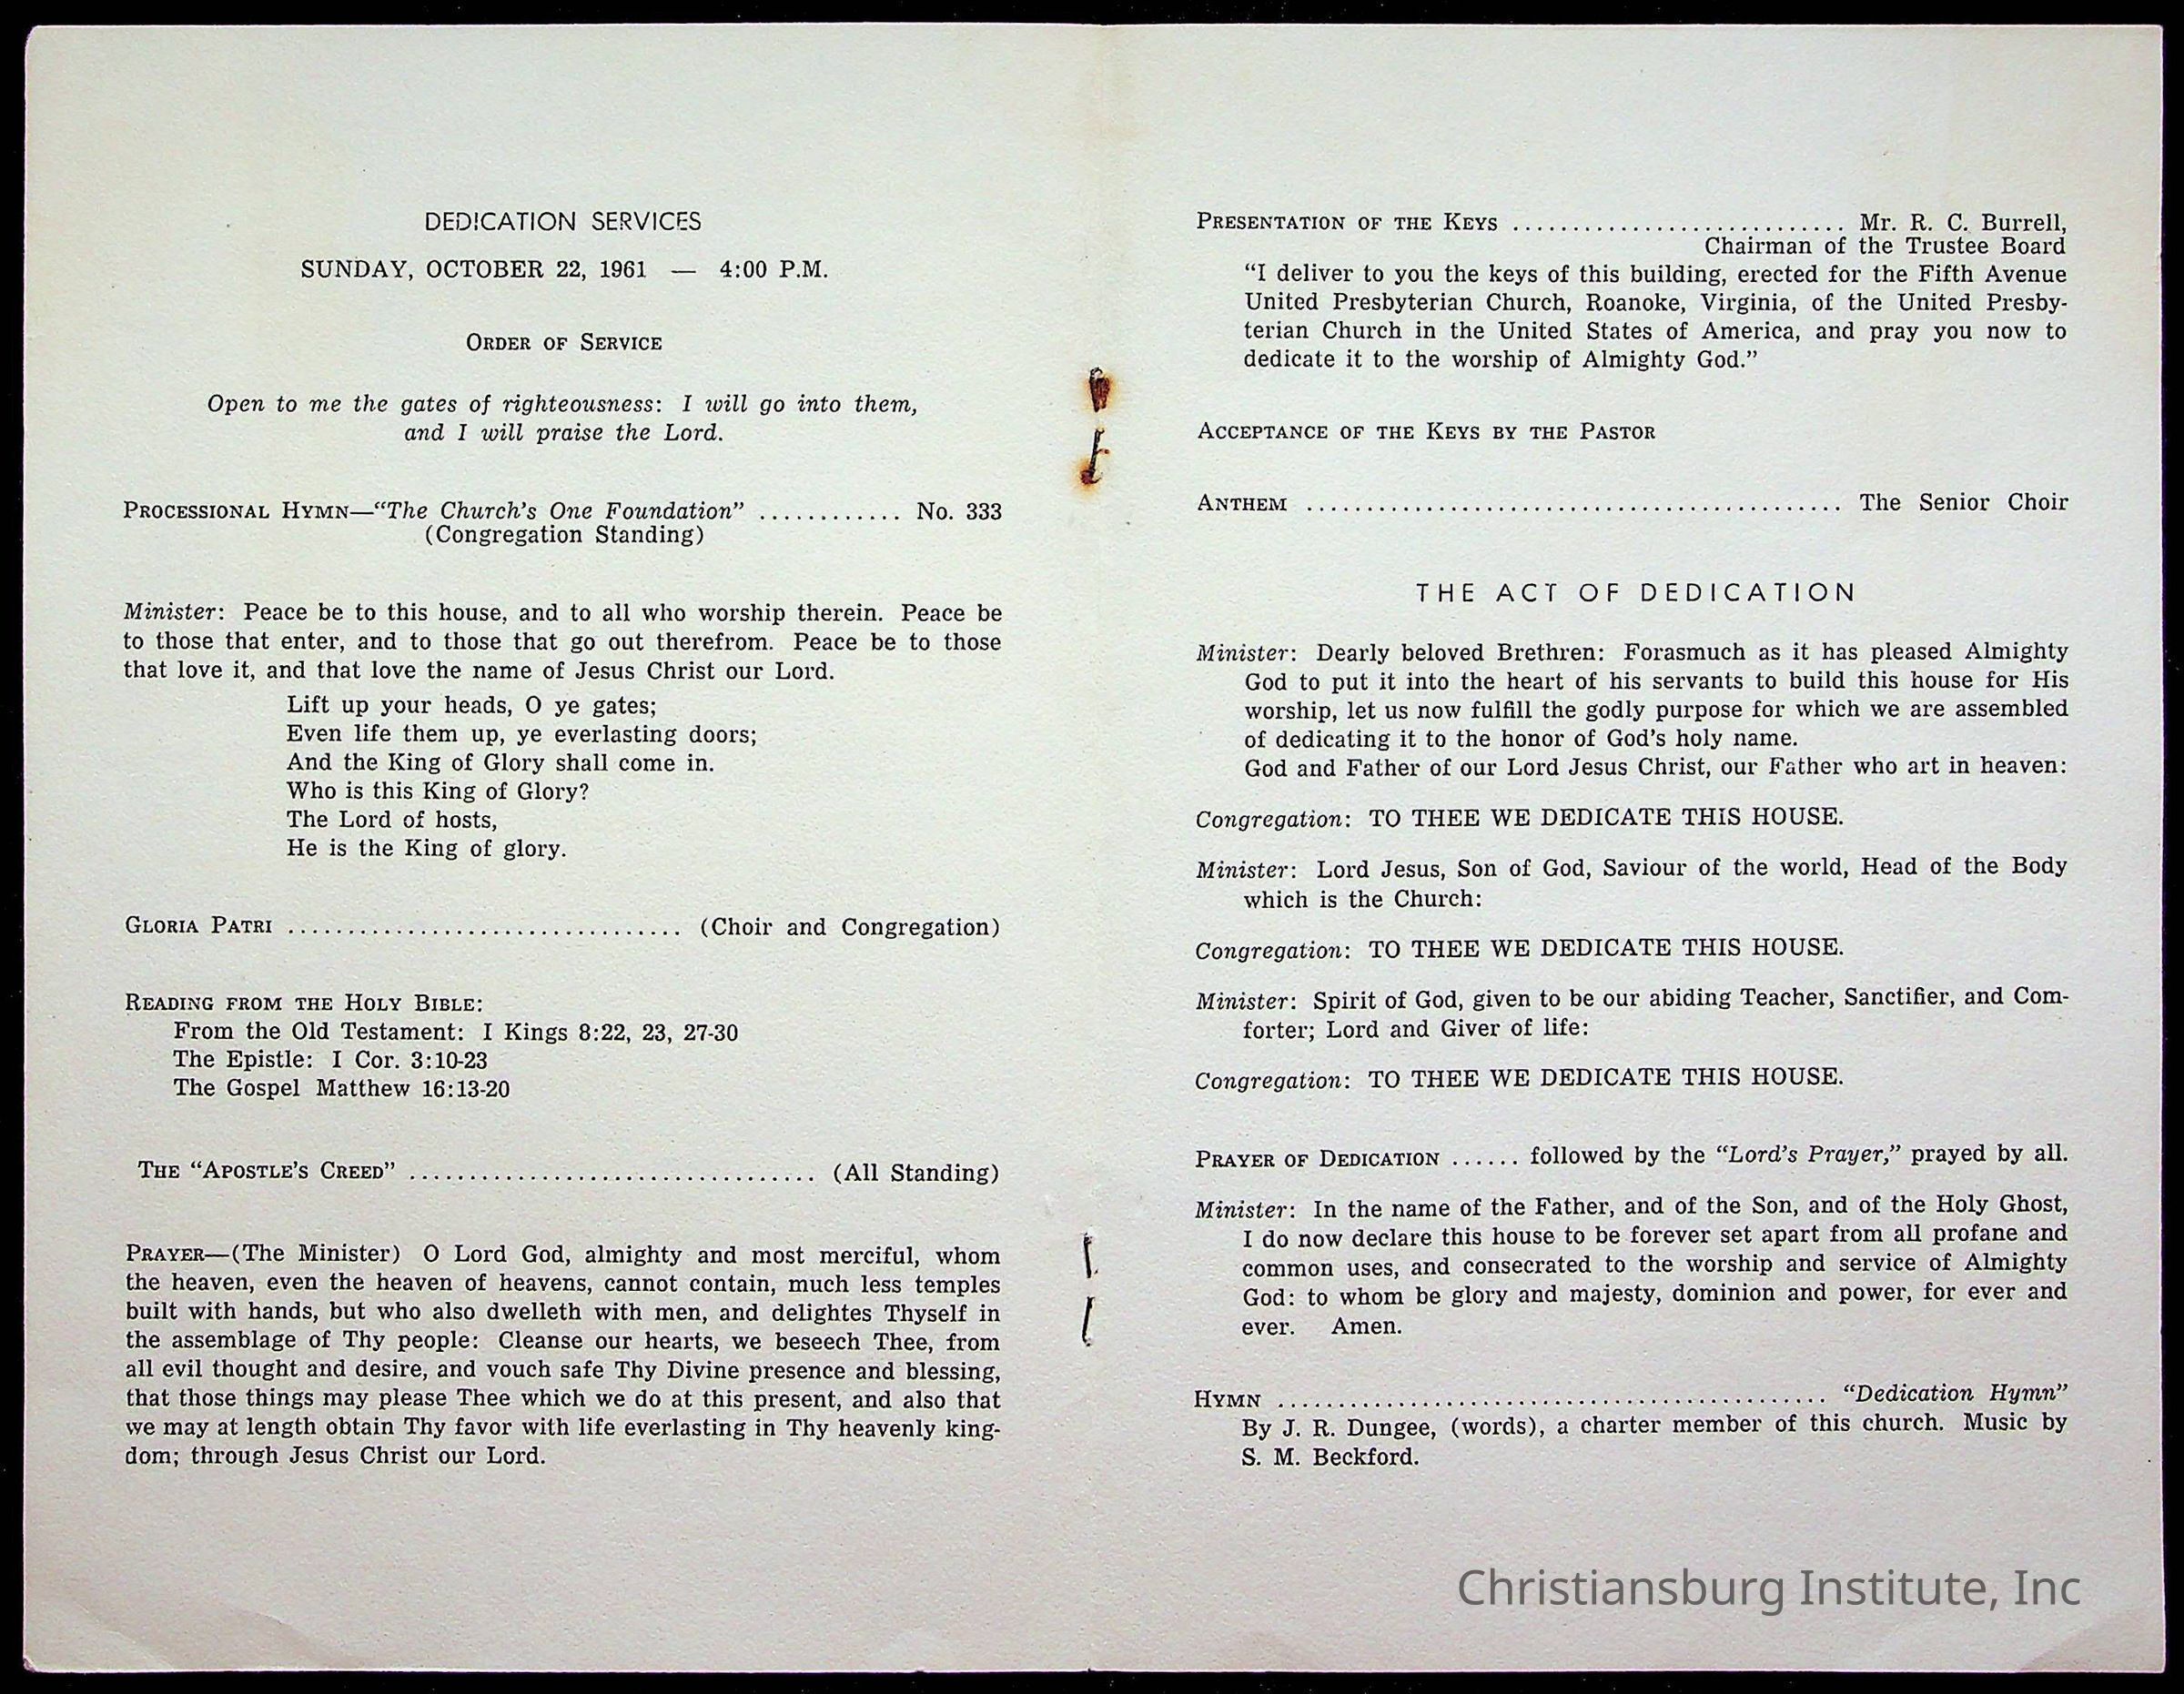 DEDICATION SERVICES
SUNDAY, OCTOBER 22, 1961 — 4:00 P.M.
ORDER OF SERVICE
Open to me the gates of righteousness: I will go into them,
and I will praise the Lord.
PROCESSIONAL HYMN—“The Church’s One Foundation” ............ No. 333
(Congregation Standing)
Minister: Peace be to this house, and to all who worship therein. Peace be
to those that enter, and to those that go out therefrom. Peace be to those
that love it, and that love the name of Jesus Christ our Lord.
Lift up your heads, O ye gates;
Even life them up, ye everlasting doors;
And the King of Glory shall come in.
Who is this King of Glory?
The Lord of hosts,
He is the King of glory.
GLORIA PATRI ................................. (Choir and Congregation)
READING FROM THE HOLY BIBLE:
From the Old Testament: I Kings 8:22, 23, 27-30
The Epistle: I Cor. 3:10-23
The Gospel Matthew 16:13-20
THE “APOSTLE’S CREED” .................................. (All Standing)
PRAYER—(The Minister) O Lord God, almighty and most merciful, whom
the heaven, even the heaven of heavens, cannot contain, much less temples
built with hands, but who also dwelleth with men, and delightes Thyself in
the assemblage of Thy people: Cleanse our hearts, we beseech Thee, from
all evil thought and desire, and vouch safe Thy Divine presence and blessing,
that those things may please Thee which we do at this present, and also that
we may at length obtain Thy favor with life everlasting in Thy heavenly king-
dom; through Jesus Christ our Lord.
PRESENTATION OF THE KEYS ............................ Mr. R. C. Burrell,
Chairman of the Trustee Board
“I deliver to you the keys of this building, erected for the Fifth Avenue
United Presbyterian Church, Roanoke, Virginia, of the United Presby-
terian Church in the United States of America, and pray you now to
dedicate it to the worship of Almighty God.”
ACCEPTANCE OF THE KEYS BY THE PASTOR
ANTHEM ............................................. The Senior Choir
THE ACT OF DEDICATION
Minister: Dearly beloved Brethren: Forasmuch as it has pleased Almighty
God to put it into the heart of his servants to build this house for His
worship, let us now fulfill the godly purpose for which we are assembled
of dedicating it to the honor of God’s holy name.
God and Father of our Lord Jesus Christ, our Father who art in heaven:
Congregation: TO THEE WE DEDICATE THIS HOUSE.
Minister: Lord Jesus, Son of God, Saviour of the world, Head of the Body
which is the Church:
Congregation: TO THEE WE DEDICATE THIS HOUSE.
Minister: Spirit of God, given to be our abiding Teacher, Sanctifier, and Com-
forter; Lord and Giver of life:
Congregation: TO THEE WE DEDICATE THIS HOUSE.
PRAYER OF DEDICATION ...... followed by the “Lord’s Prayer,” prayed by all.
Minister: In the name of the Father, and of the Son, and of the Holy Ghost,
I do now declare this house to be forever set apart from all profane and
common uses, and consecrated to the worship and service of Almighty
God: to whom be glory and majesty, dominion and power, for ever and
ever. Amen.
HYMN .............................................. “Dedication Hymn”
By J. R. Dungee, (words), a charter member of this church. Music by
S. M. Beckford.
Christiansburg Institute, Inc